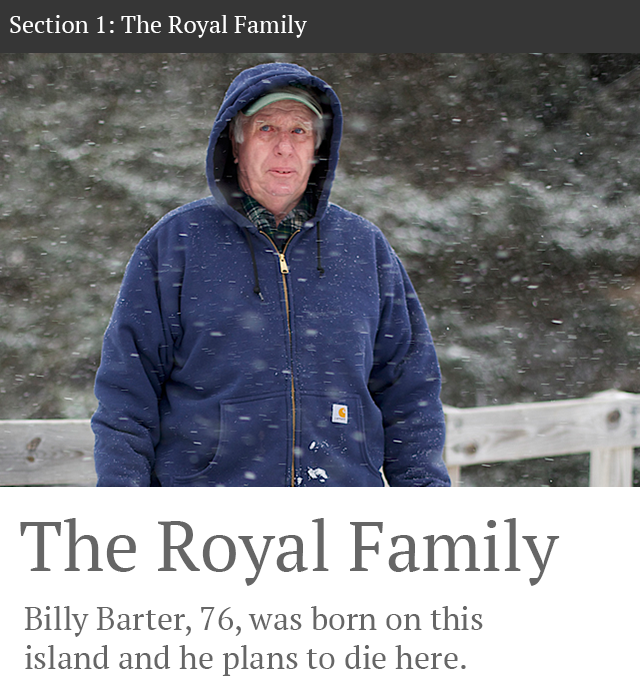 Section 1: The Royal Family
The Royal Family
Billy Barter, 76, was born on this
island and he plans to die here.